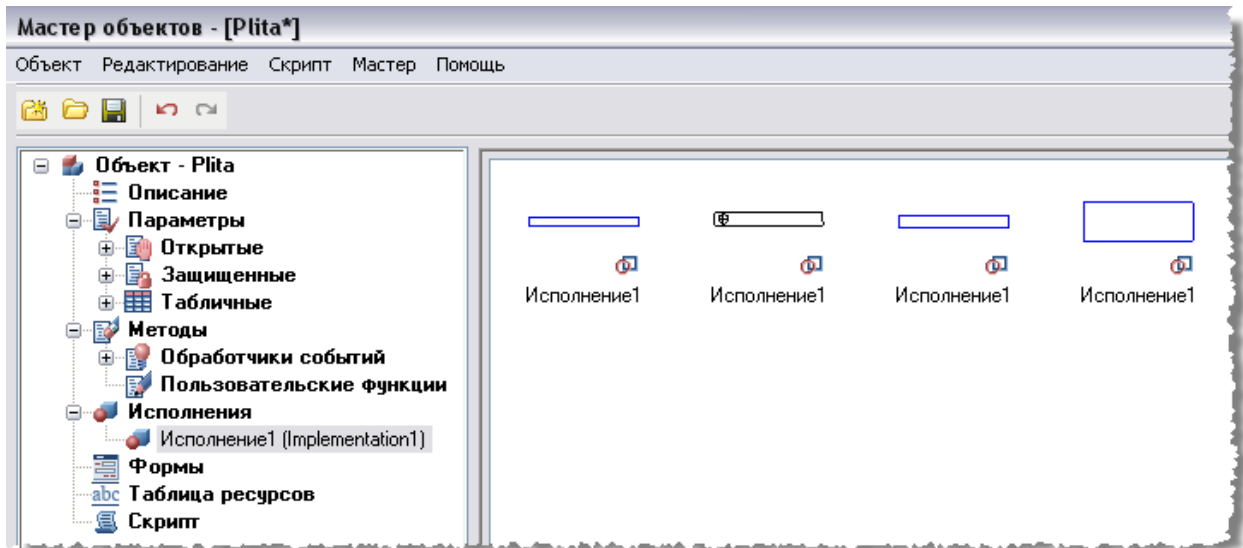 Мастер объектов - [Plita*]
Объект Редактирование Скрипт Мастер Помощь
Объект - Plita
Описание
Параметры
Открытые
Защищенные
Табличные
Методы
Обработчики событий
Пользовательские функции
Исполнения
Исполнение1 (Implementation1)
Формы
abc Таблица ресурсов
Скрипт
Исполнение1 Исполнение1 Исполнение1 Исполнение1